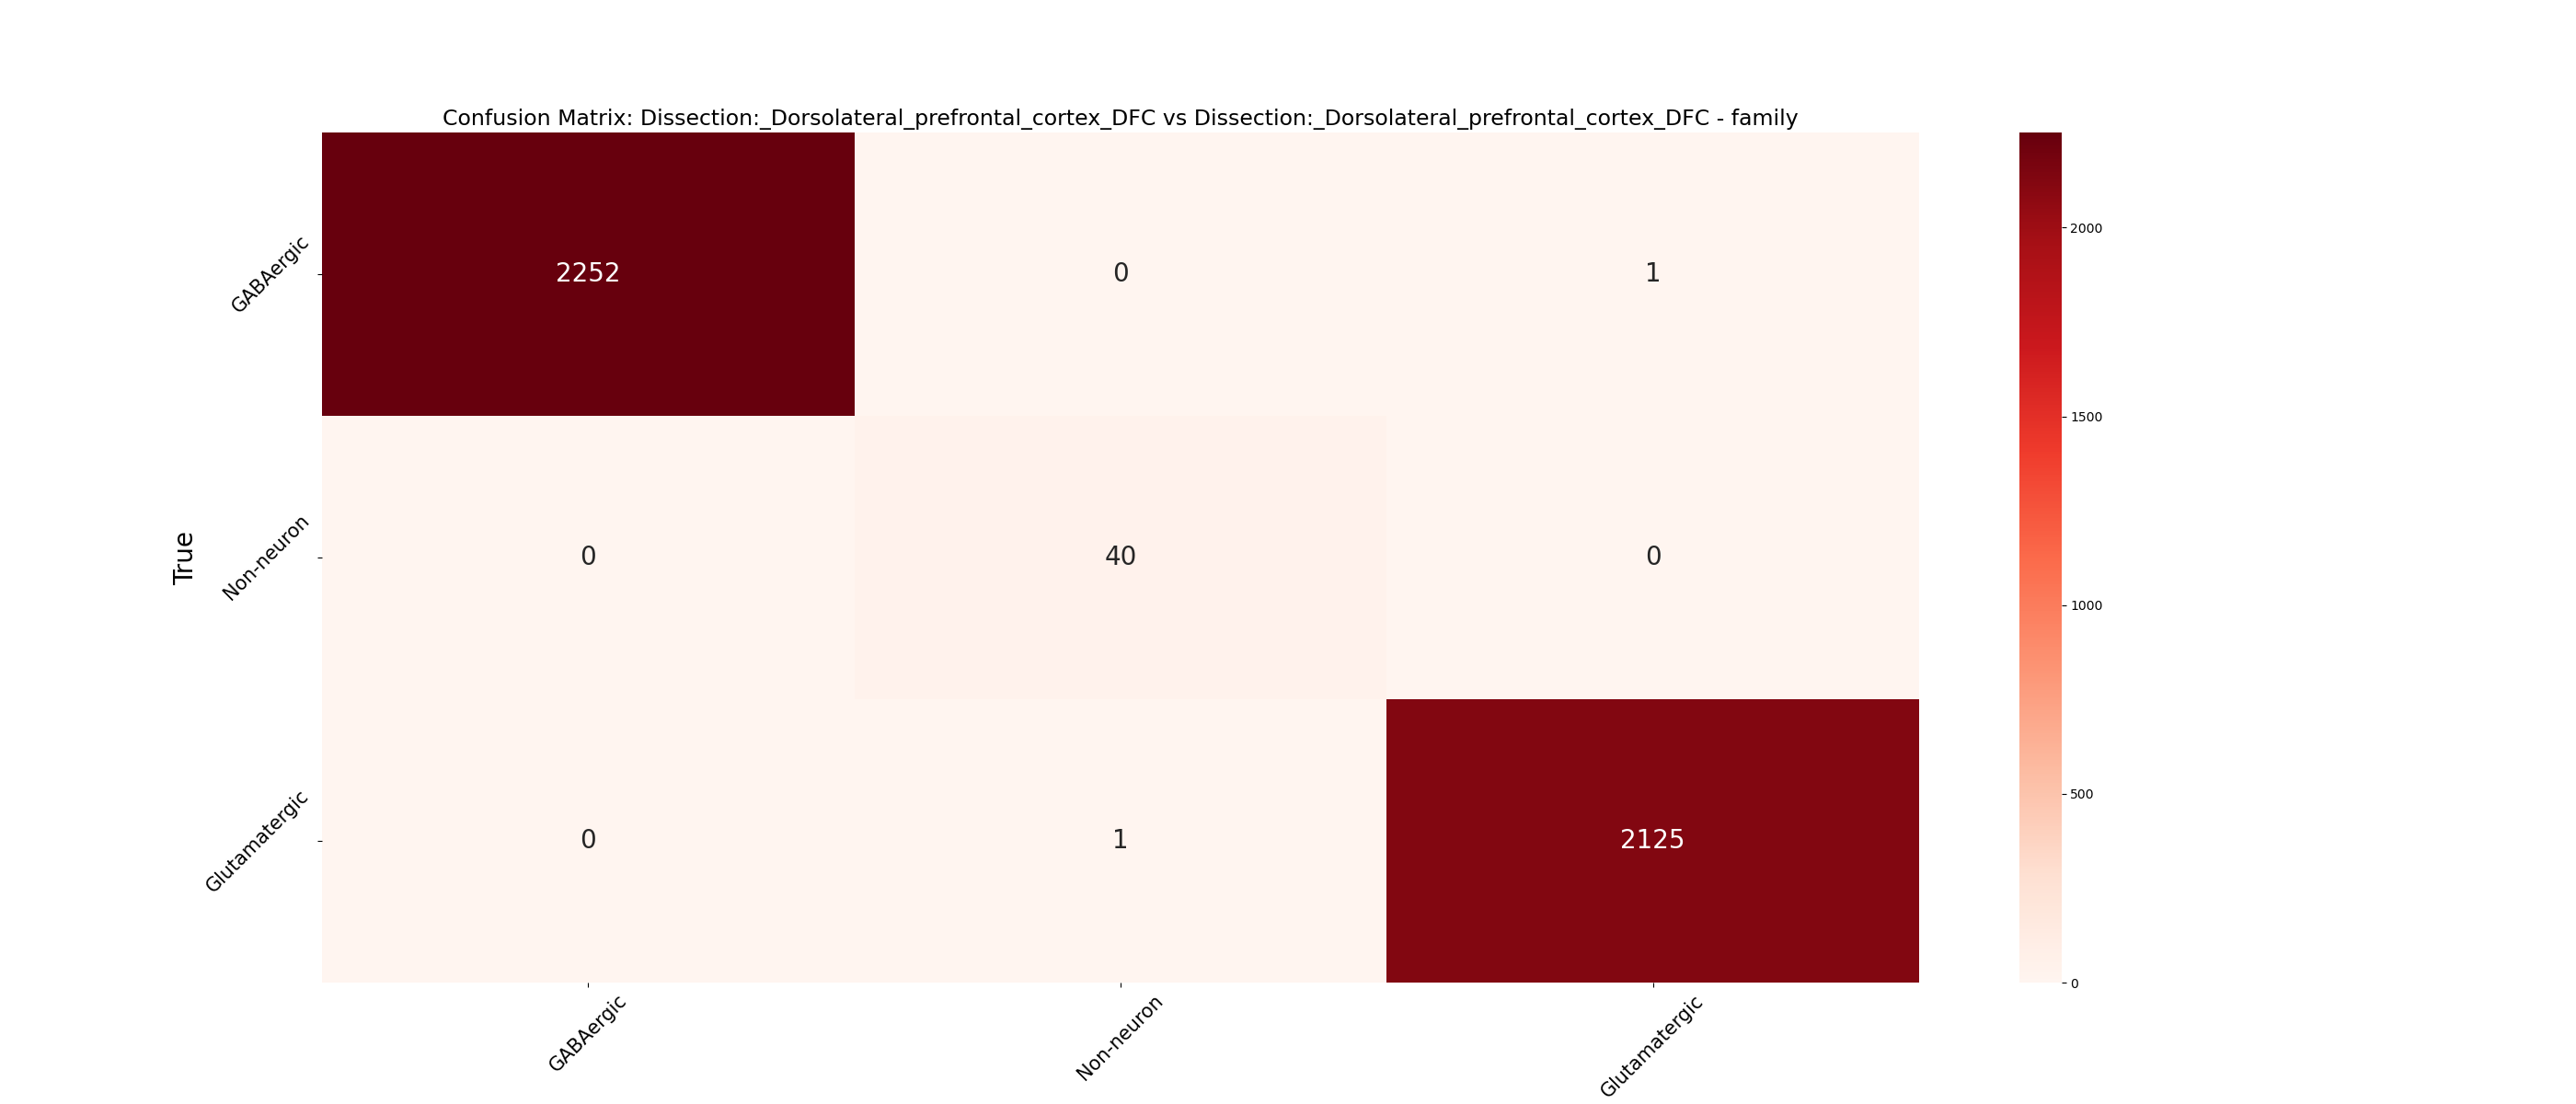 Confusion Matrix: Dissection:_Dorsolateral_prefrontal_cortex_DFC vs Dissection:_Dorsolateral_prefrontal_cortex_DFC - family
True
GABAergic
2252 0 1
Non-neuron
0 40 0
Glutamatergic
0 1 2125
GABAergic
Non-neuron
Glutamatergic
2000
1500
1000
500
0